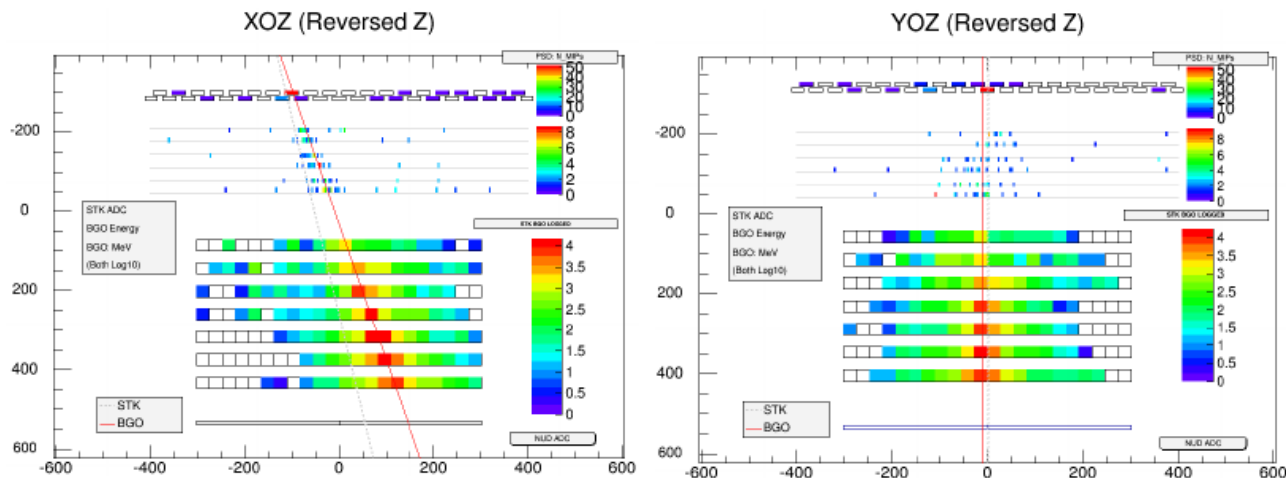 XOZ (Reversed Z)
PSD: N_MIPs
50
40
30
20
10
0
8
6
4
2
0
STK ADC
BGO Energy
BGO: MeV
(Both Log10)
STK BGO LOGGED
4
3.5
3
2.5
2
1.5
1
0.5
0
STK
BGO
NUD ADC
-200
0
200
400
600
-600 -400 -200 0 200 400 600
YOZ (Reversed Z)
PSD: N_MIPs
50
40
30
20
10
0
8
6
4
2
0
STK ADC
BGO Energy
BGO: MeV
(Both Log10)
STK BGO LOGGED
4
3.5
3
2.5
2
1.5
1
0.5
0
STK
BGO
NUD ADC
-200
0
200
400
600
-600 -400 -200 0 200 400 600